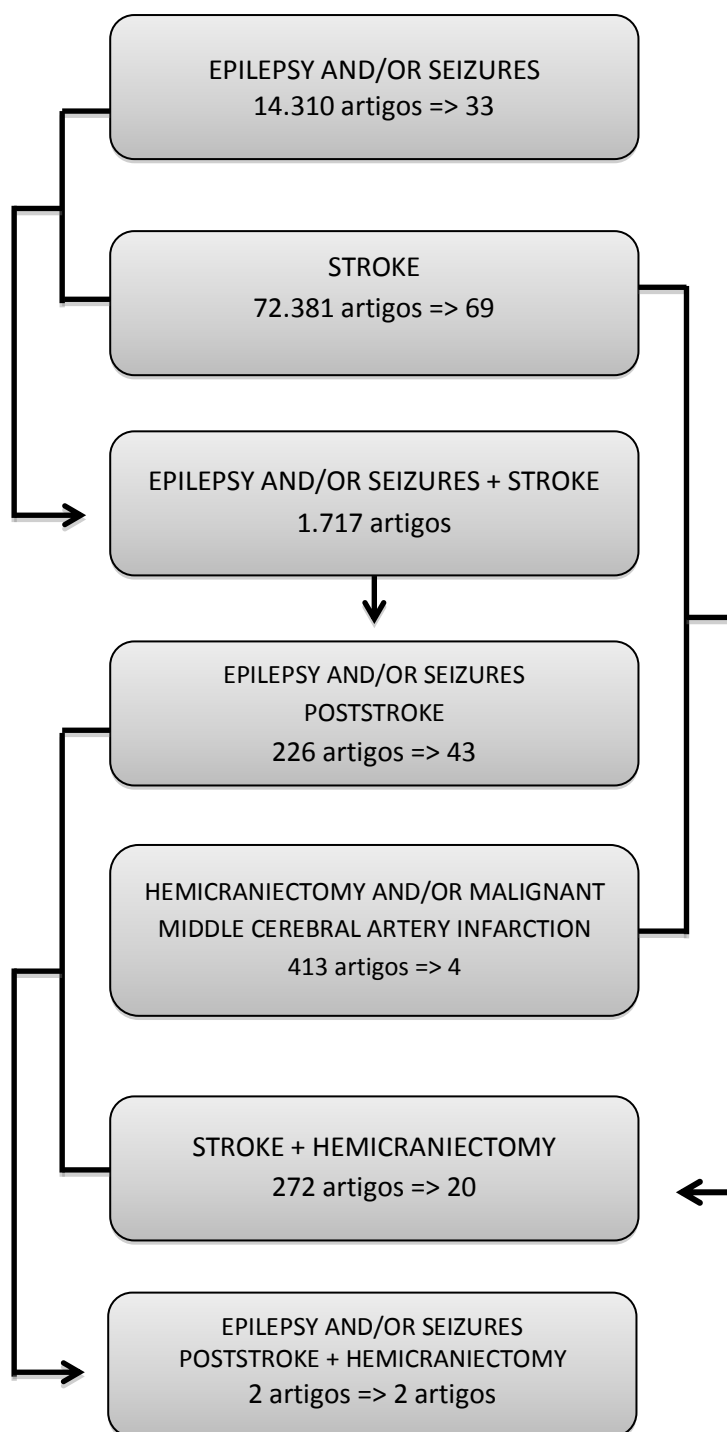 EPILEPSY AND/OR SEIZURES
14.310 artigos => 33
STROKE
72.381 artigos => 69
EPILEPSY AND/OR SEIZURES + STROKE
1.717 artigos
EPILEPSY AND/OR SEIZURES
POSTSTROKE
226 artigos => 43
HEMICRANIECTOMY AND/OR MALIGNANT
MIDDLE CEREBRAL ARTERY INFARCTION
413 artigos => 4
STROKE + HEMICRANIECTOMY
272 artigos => 20
EPILEPSY AND/OR SEIZURES
POSTSTROKE + HEMICRANIECTOMY
2 artigos => 2 artigos